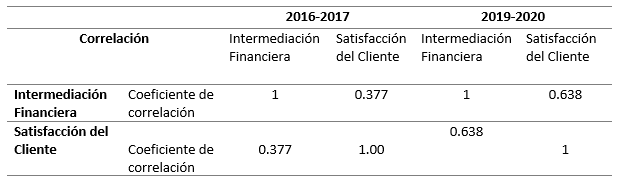 2016-2017 2019-2020
Correlación Intermediación Satisfacción Intermediación Satisfacción
Financiera del Cliente Financiera del Cliente
Intermediación Coeficiente de 1 0.377 1 0.638
Financiera correlación
Satisfacción del 0.638
Cliente Coeficiente de 0.377 1.00 1
correlación